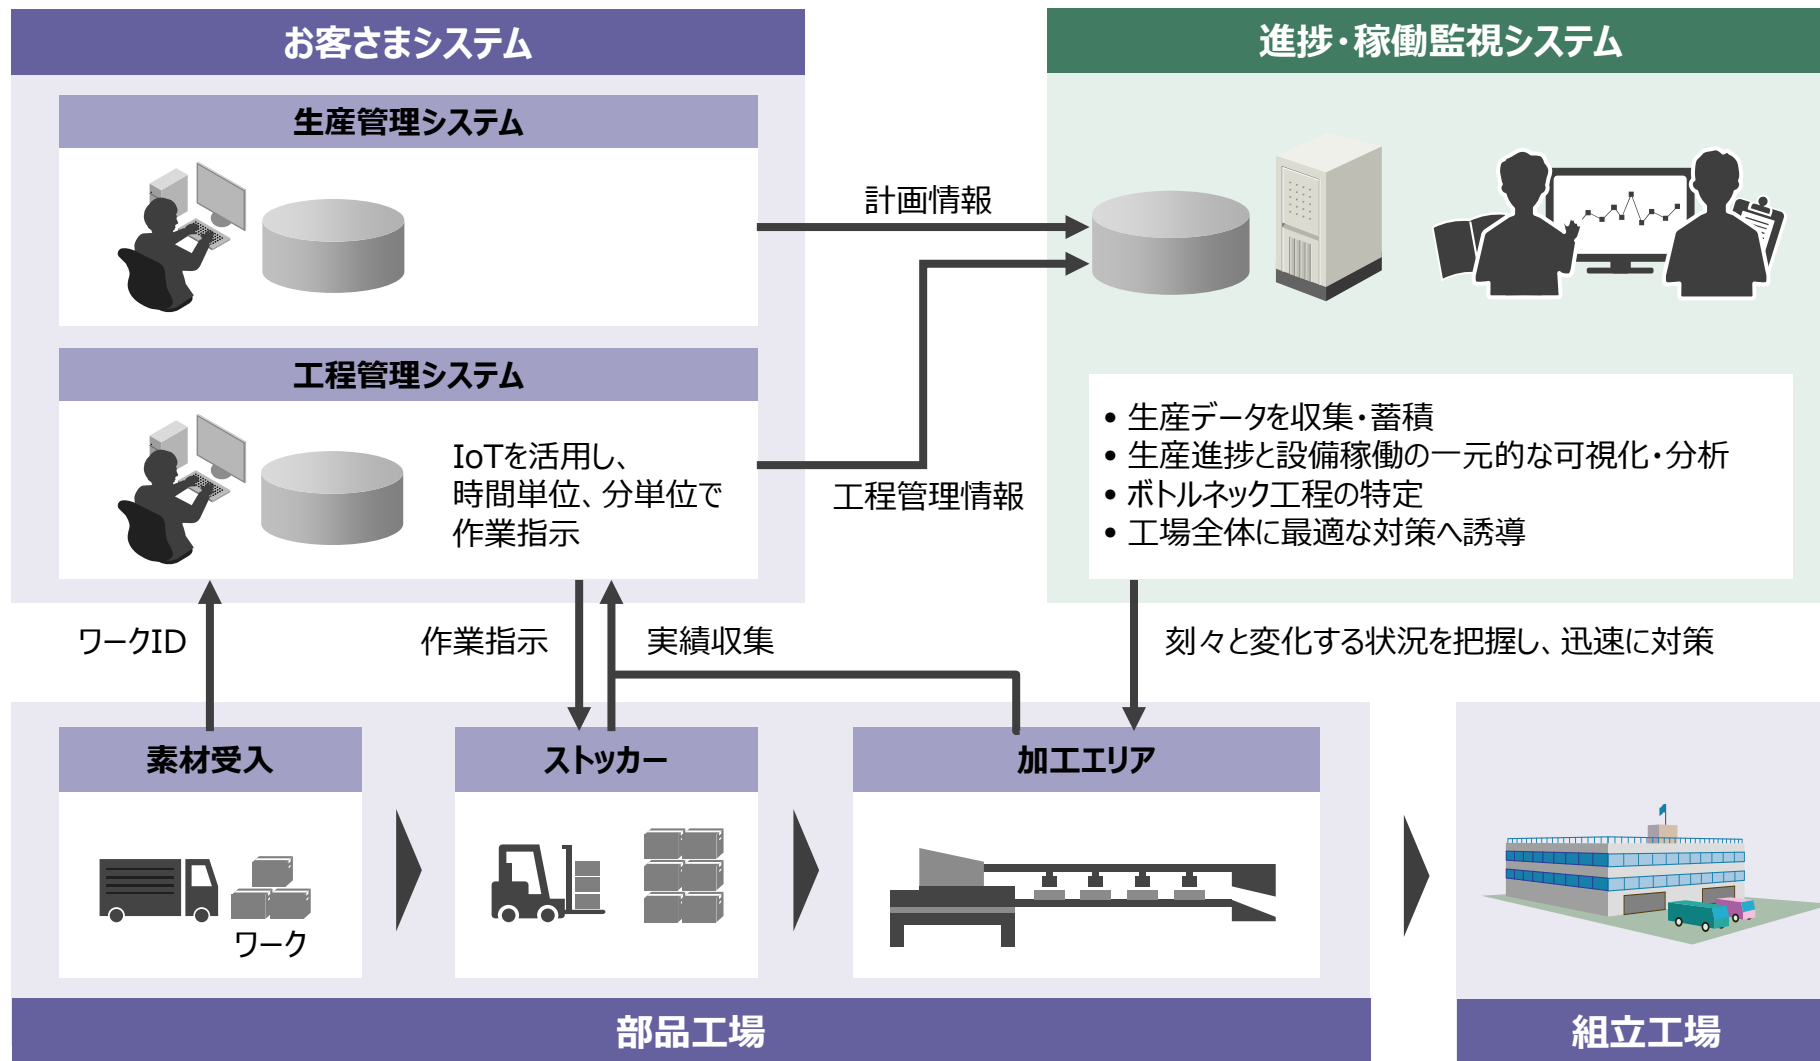 お客さまシステム
進捗・稼働監視システム
生産管理システム
計画情報
工程管理システム
IoTを活用し、
時間単位、分単位で
作業指示
工程管理情報
• 生産データを収集・蓄積
• 生産進捗と設備稼働の一元的な可視化・分析
• ボトルネック工程の特定
• 工場全体に最適な対策へ誘導
ワークID
作業指示
実績収集
刻々と変化する状況を把握し、迅速に対策
素材受入
ストッカー
加工エリア
ワーク
部品工場
組立工場